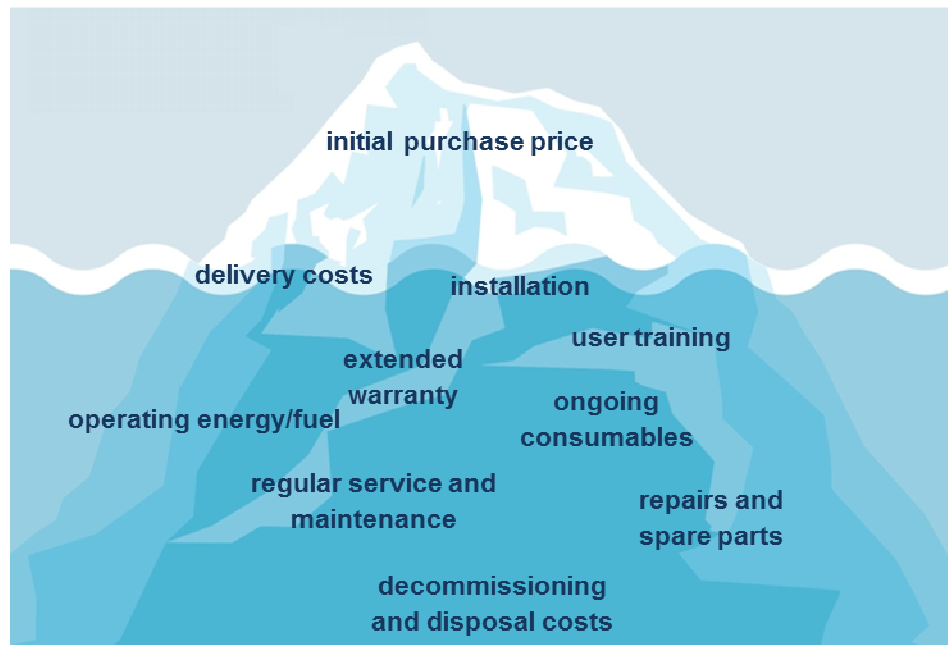 initial purchase price
delivery costs
installation
user training
extended
warranty
operating energy/fuel
ongoing
consumables
regular service and
maintenance
repairs and
spare parts
decommissioning
and disposal costs